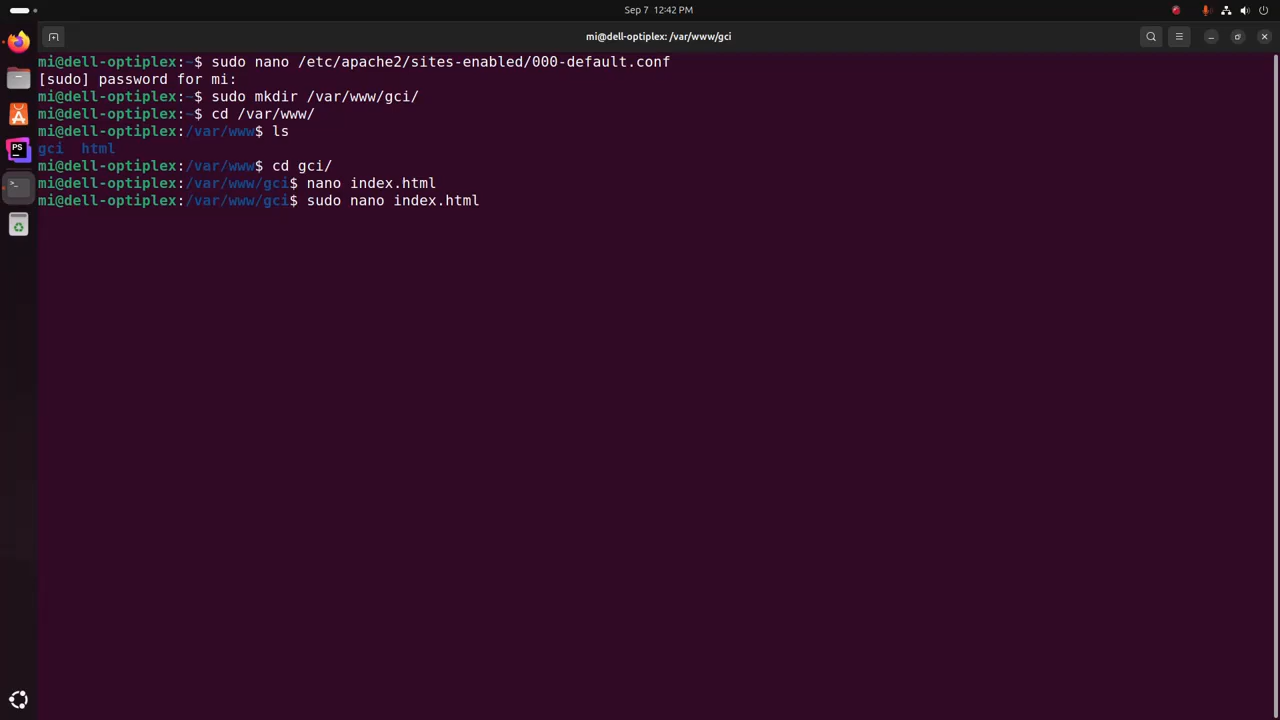 Sep 7 12:42 PM
mi@dell-optiplex: /var/www/gci
mi@dell-optiplex:~$ sudo nano /etc/apache2/sites-enabled/000-default.conf
[sudo] password for mi:
mi@dell-optiplex:~$ sudo mkdir /var/www/gci/
mi@dell-optiplex:~$ cd /var/www/
mi@dell-optiplex:/var/www$ ls
gci  html
mi@dell-optiplex:/var/www$ cd gci/
mi@dell-optiplex:/var/www/gci$ nano index.html
mi@dell-optiplex:/var/www/gci$ sudo nano index.html
PS